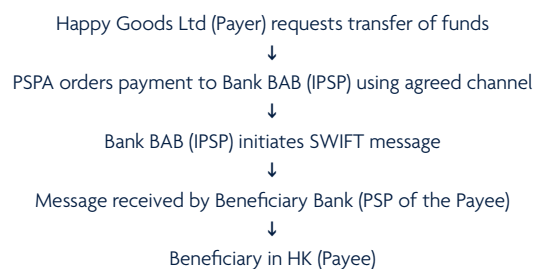 Happy Goods Ltd (Payer) requests transfer of funds
↓
PSPA orders payment to Bank BAB (IPSP) using agreed channel
↓
Bank BAB (IPSP) initiates SWIFT message
↓
Message received by Beneficiary Bank (PSP of the Payee)
↓
Beneficiary in HK (Payee)